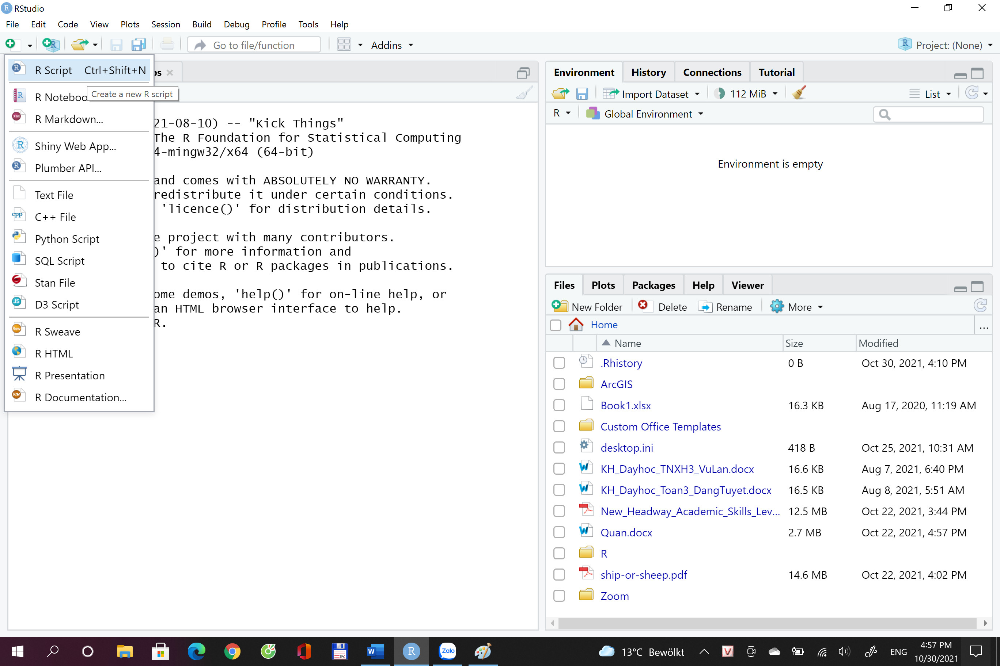 RStudio
File Edit Code View Plots Session Build Debug Profile Tools Help
Go to file/function Addins Project: (None)
R Script Ctrl+Shift+N
Create a new R script
R Markdown...
Shiny Web App...
Plumber API...
Text File
C++ File
Python Script
SQL Script
Stan File
D3 Script
R Sweave
R HTML
R Presentation
R Documentation...
21-08-10) -- "Kick Things"
The R Foundation for Statistical Computing
4-mingw32/x64 (64-bit)
and comes with ABSOLUTELY NO WARRANTY.
redistribute it under certain conditions.
'licence()' for distribution details.
e project with many contributors.
)' for more information and
to cite R or R packages in publications.
ome demos, 'help()' for on-line help, or
an HTML browser interface to help.
R.
Environment History Connections Tutorial
Import Dataset 112 MiB List
R Global Environment
Environment is empty
Files Plots Packages Help Viewer
New Folder Delete Rename More
Home ...
Name Size Modified
.Rhistory 0 B Oct 30, 2021, 4:10 PM
ArcGIS
Book1.xlsx 16.3 KB Aug 17, 2020, 11:19 AM
Custom Office Templates
desktop.ini 418 B Oct 25, 2021, 10:31 AM
KH_Dayhoc_TNXH3_VuLan.docx 16.6 KB Aug 7, 2021, 6:40 PM
KH_Dayhoc_Toan3_DangTuyet.docx 16.5 KB Aug 8, 2021, 5:51 AM
New_Headway_Academic_Skills_Lev... 12.5 MB Oct 22, 2021, 3:44 PM
Quan.docx 2.7 MB Oct 22, 2021, 4:57 PM
R
ship-or-sheep.pdf 14.6 MB Oct 22, 2021, 4:02 PM
Zoom
Zalo 13°C Bewölkt ENG 4:57 PM
10/30/2021